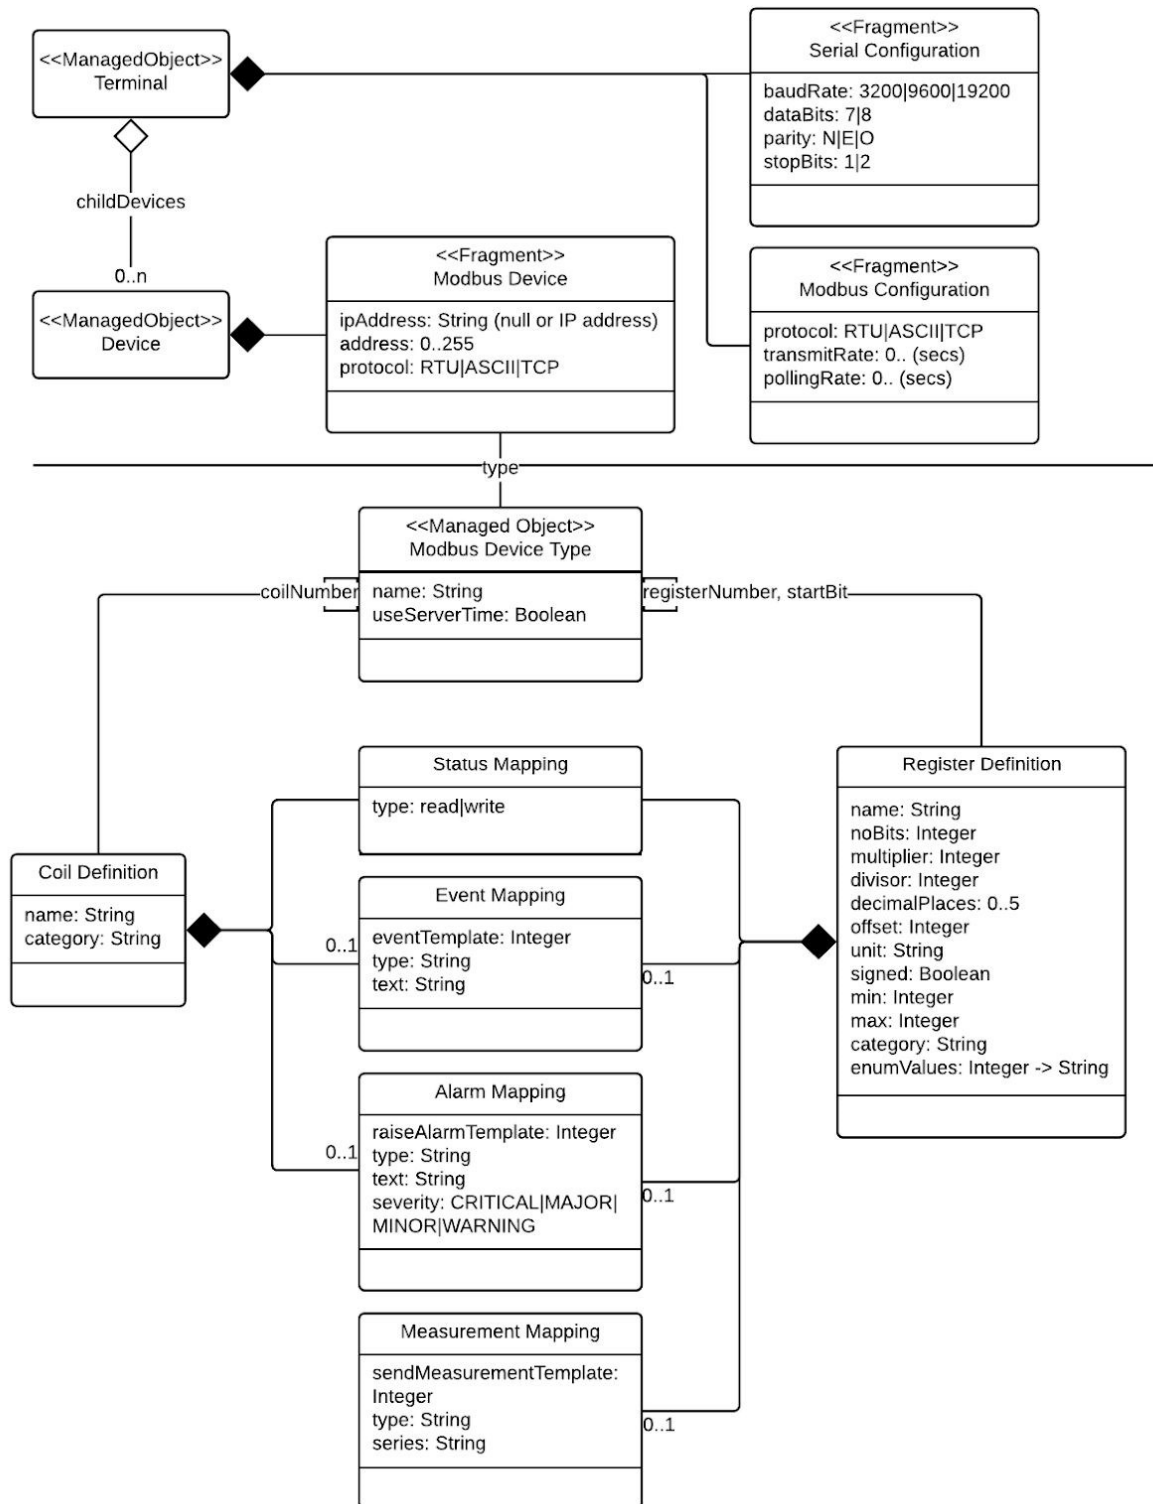 <<ManagedObject>>
Terminal
<<Fragment>>
Serial Configuration
baudRate: 3200|9600|19200
dataBits: 7|8
parity: N|E|O
stopBits: 1|2
childDevices
0..n
<<ManagedObject>>
Device
<<Fragment>>
Modbus Device
ipAddress: String (null or IP address)
address: 0..255
protocol: RTU|ASCII|TCP
<<Fragment>>
Modbus Configuration
protocol: RTU|ASCII|TCP
transmitRate: 0.. (secs)
pollingRate: 0.. (secs)
type
<<Managed Object>>
Modbus Device Type
name: String
useServerTime: Boolean
coilNumber
registerNumber, startBit
Status Mapping
type: read|write
Coil Definition
name: String
category: String
Event Mapping
eventTemplate: Integer
type: String
text: String
0..1
0..1
Alarm Mapping
raiseAlarmTemplate: Integer
type: String
text: String
severity: CRITICAL|MAJOR|
MINOR|WARNING
0..1
0..1
Measurement Mapping
sendMeasurementTemplate:
Integer
type: String
series: String
0..1
Register Definition
name: String
noBits: Integer
multiplier: Integer
divisor: Integer
decimalPlaces: 0..5
offset: Integer
unit: String
signed: Boolean
min: Integer
max: Integer
category: String
enumValues: Integer -> String